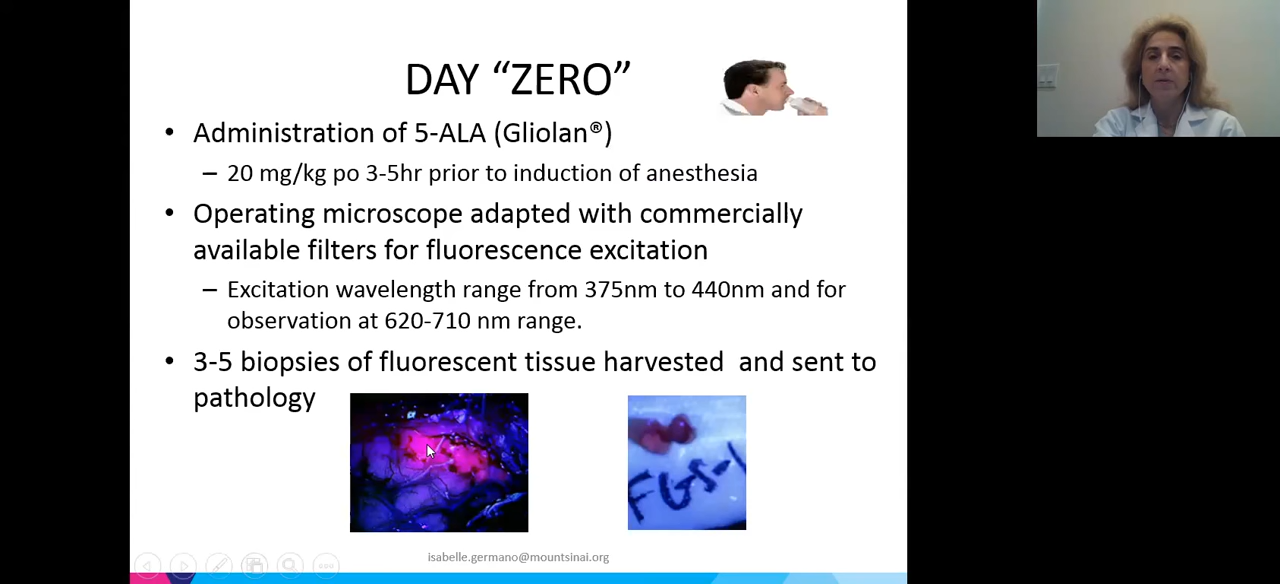 DAY “ZERO”
• Administration of 5-ALA (Gliolan®)
– 20 mg/kg po 3-5hr prior to induction of anesthesia
• Operating microscope adapted with commercially
available filters for fluorescence excitation
– Excitation wavelength range from 375nm to 440nm and for
observation at 620-710 nm range.
• 3-5 biopsies of fluorescent tissue harvested  and sent to
pathology
FGS-1
isabelle.germano@mountsinai.org